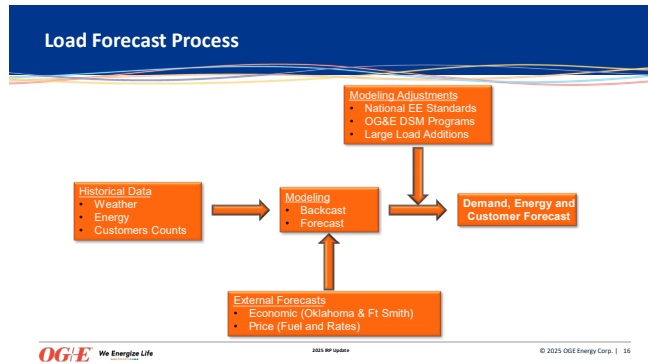 Load Forecast Process
Modeling Adjustments
• National EE Standards
• OG&E DSM Programs
• Large Load Additions
Historical Data
• Weather
• Energy
• Customers Counts
Modeling
• Backcast
• Forecast
Demand, Energy and
Customer Forecast
External Forecasts
• Economic (Oklahoma & Ft Smith)
• Price (Fuel and Rates)
OG+E We Energize Life
2025 IRP Update
© 2025 OGE Energy Corp. | 16